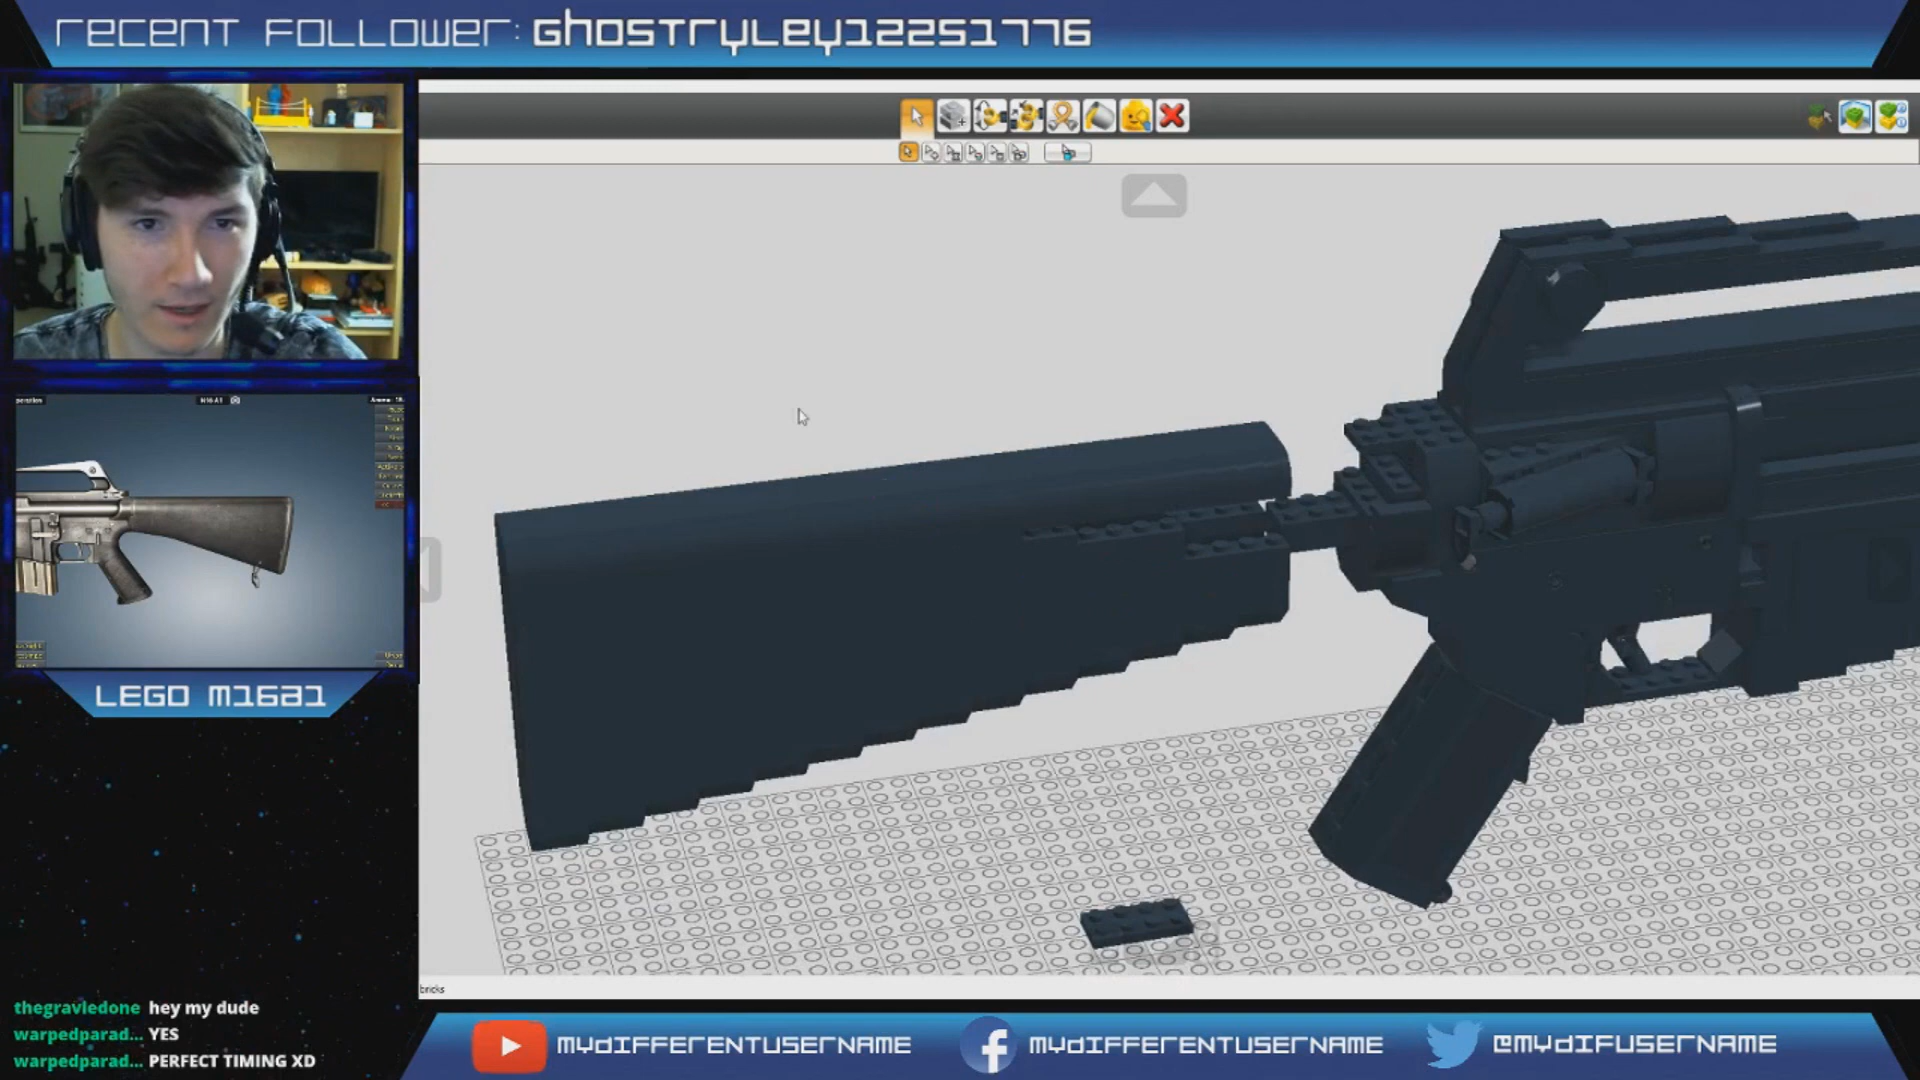 RECENT FOLLOWER: GHOSTRYLEY12251776
M16A1
LEGO M16A1
bricks
thegravledone hey my dude
warpedparad... YES
warpedparad... PERFECT TIMING XD
MYDIFFERENTUSERNAME
MYDIFFERENTUSERNAME
@MYDIFUSERNAME